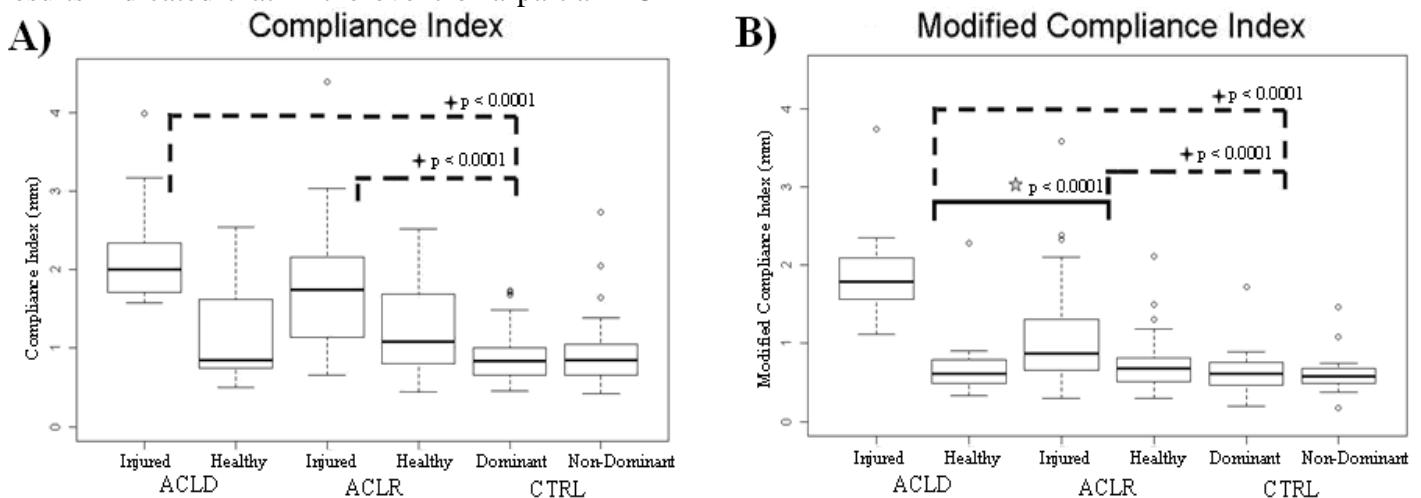 A) Compliance Index
Compliance Index (mm)
4
3
2
1
0
p < 0.0001
p < 0.0001
Injured Healthy Injured Healthy Dominant Non-Dominant
ACLD ACLR CTRL
B) Modified Compliance Index
Modified Compliance Index (mm)
4
3
2
1
0
p < 0.0001
p < 0.0001
p < 0.0001
Injured Healthy Injured Healthy Dominant Non-Dominant
ACLD ACLR CTRL